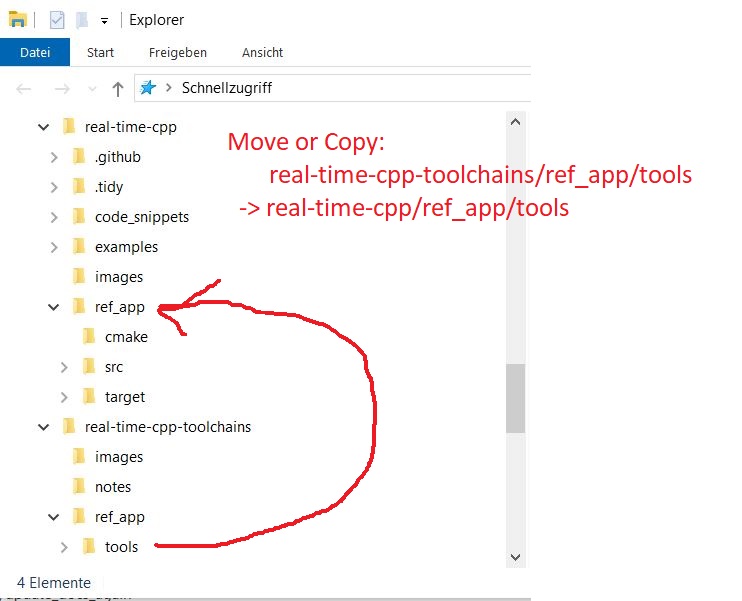 Explorer
Datei Start Freigeben Ansicht
Schnellzugriff
real-time-cpp
.github
.tidy
code_snippets
examples
images
ref_app
cmake
src
target
real-time-cpp-toolchains
images
notes
ref_app
tools
Move or Copy:
real-time-cpp-toolchains/ref_app/tools
-> real-time-cpp/ref_app/tools
4 Elemente